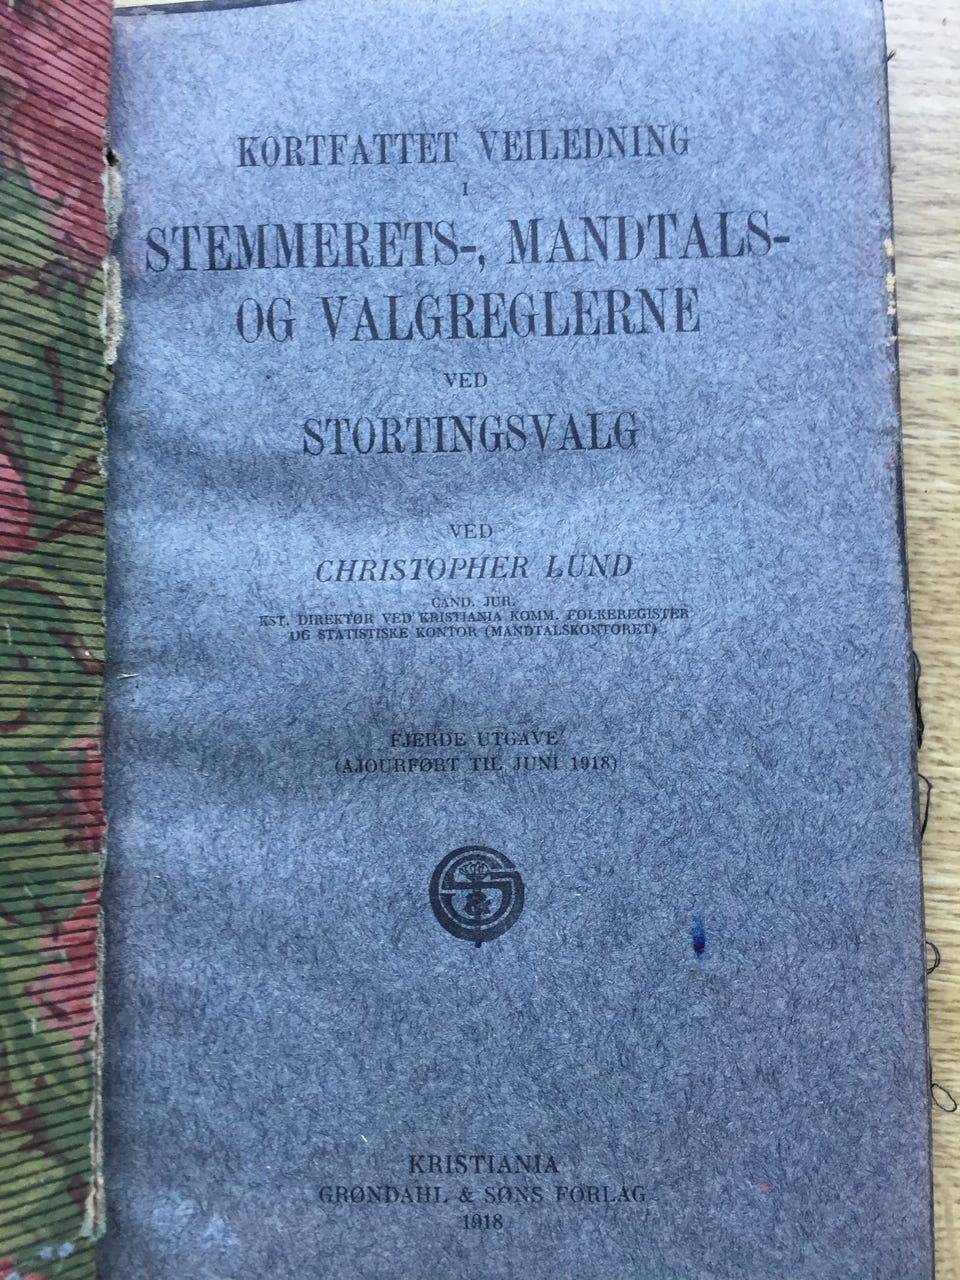 KORTFATTET VEILEDNING
I
STEMMERETS-, MANDTALS-
OG VALGREGLERNE
VED
STORTINGSVALG
VED
CHRISTOPHER LUND
CAND. JUR.
KST. DIREKTØR VED KRISTIANIA KOMM. FOLKEREGISTER
OG STATISTISKE KONTOR (MANDTALSKONTORET)
FJERDE UTGAVE
(AJOURFØRT TIL JUNI 1918)
G&S
KRISTIANIA
GRØNDAHL & SØNS FORLAG
1918